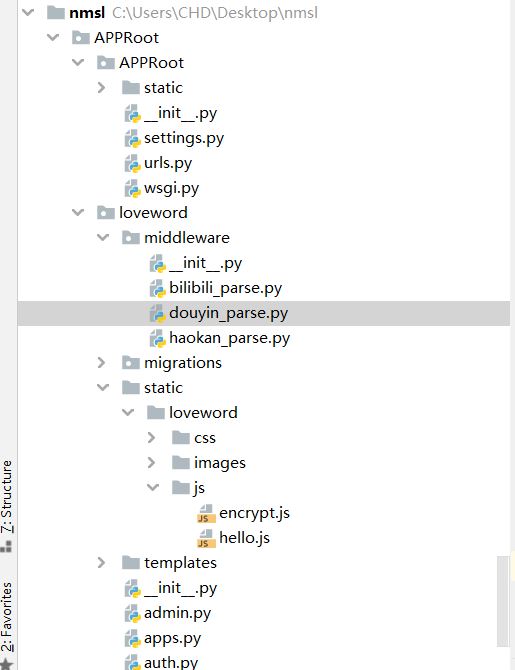 nmsl C:\Users\CHD\Desktop\nmsl
APPRoot
APPRoot
static
__init__.py
settings.py
urls.py
wsgi.py
loveword
middleware
__init__.py
bilibili_parse.py
douyin_parse.py
haokan_parse.py
migrations
static
loveword
css
images
js
JS encrypt.js
JS hello.js
templates
__init__.py
admin.py
apps.py
auth.py
7: Structure
2: Favorites